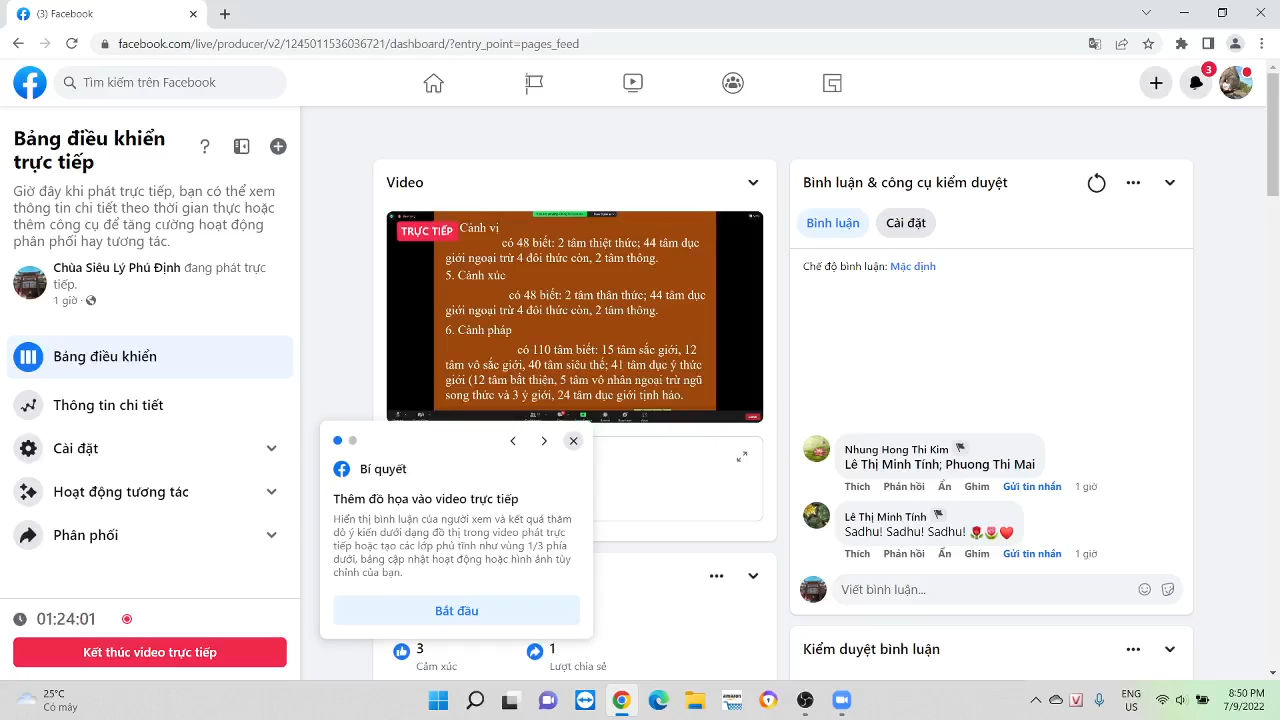 (3) Facebook
facebook.com/live/producer/v2/1245011536036721/dashboard/?entry_point=pages_feed
Tìm kiếm trên Facebook
3
Bảng điều khiển
trực tiếp
Giờ đây khi phát trực tiếp, bạn có thể xem
thông tin chi tiết theo thời gian thực hoặc
thêm công cụ để tăng cường hoạt động
phân phối hay tương tác.
Chùa Siêu Lý Phú Định đang phát trực
tiếp.
1 giờ ·
Bảng điều khiển
Thông tin chi tiết
Cài đặt
Hoạt động tương tác
Phân phối
01:24:01
Kết thúc video trực tiếp
Video
TRỰC TIẾP
Cảnh vị
có 48 biết: 2 tâm thiệt thức; 44 tâm dục
giới ngoại trừ 4 đôi thức còn, 2 tâm thông.
5. Cảnh xúc
có 48 biết: 2 tâm thân thức; 44 tâm dục
giới ngoại trừ 4 đôi thức còn, 2 tâm thông.
6. Cảnh pháp
có 110 tâm biết: 15 tâm sắc giới, 12
tâm vô sắc giới, 40 tâm siêu thế; 41 tâm dục ý thức
giới (12 tâm bất thiện, 5 tâm vô nhân ngoại trừ ngũ
song thức và 3 ý giới, 24 tâm dục giới tịnh hảo.
Bí quyết
Thêm đồ họa vào video trực tiếp
Hiển thị bình luận của người xem và kết quả thăm
dò ý kiến dưới dạng đồ thị trong video phát trực
tiếp hoặc tạo các lớp phủ tĩnh như vùng 1/3 phía
dưới, bảng cập nhật hoạt động hoặc hình ảnh tùy
chỉnh của bạn.
Bắt đầu
3
Cảm xúc
1
Lượt chia sẻ
Bình luận & công cụ kiểm duyệt
Bình luận
Cài đặt
Chế độ bình luận: Mặc định
Nhung Hong Thi Kim
Lê Thị Minh Tính; Phuong Thi Mai
Thích Phản hồi Ẩn Ghim Gửi tin nhắn 1 giờ
Lê Thị Minh Tính
Sadhu! Sadhu! Sadhu! 🌹🌷❤️
Thích Phản hồi Ẩn Ghim Gửi tin nhắn 1 giờ
Viết bình luận...
Kiểm duyệt bình luận
25°C
Có mây
amazon
ENG
US
8:50 PM
7/9/2022